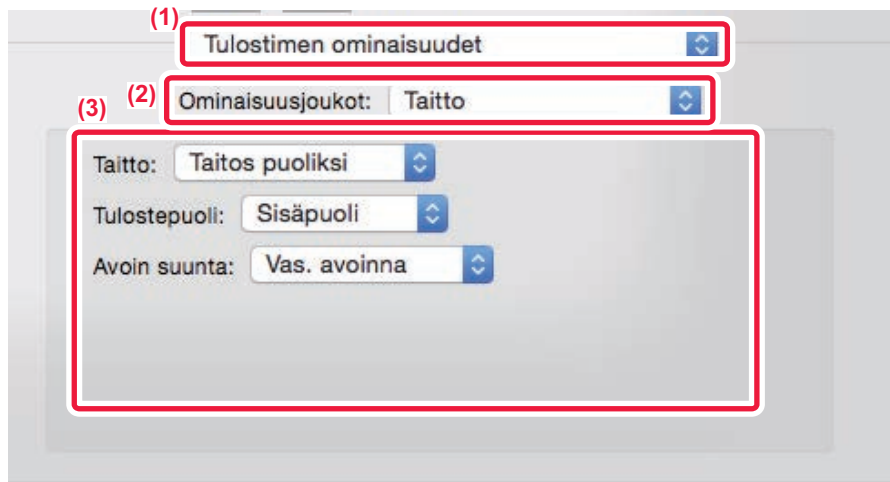 (1)
Tulostimen ominaisuudet
(2)
Ominaisuusjoukot: Taitto
(3)
Taitto: Taitos puoliksi
Tulostepuoli: Sisäpuoli
Avoin suunta: Vas. avoinna